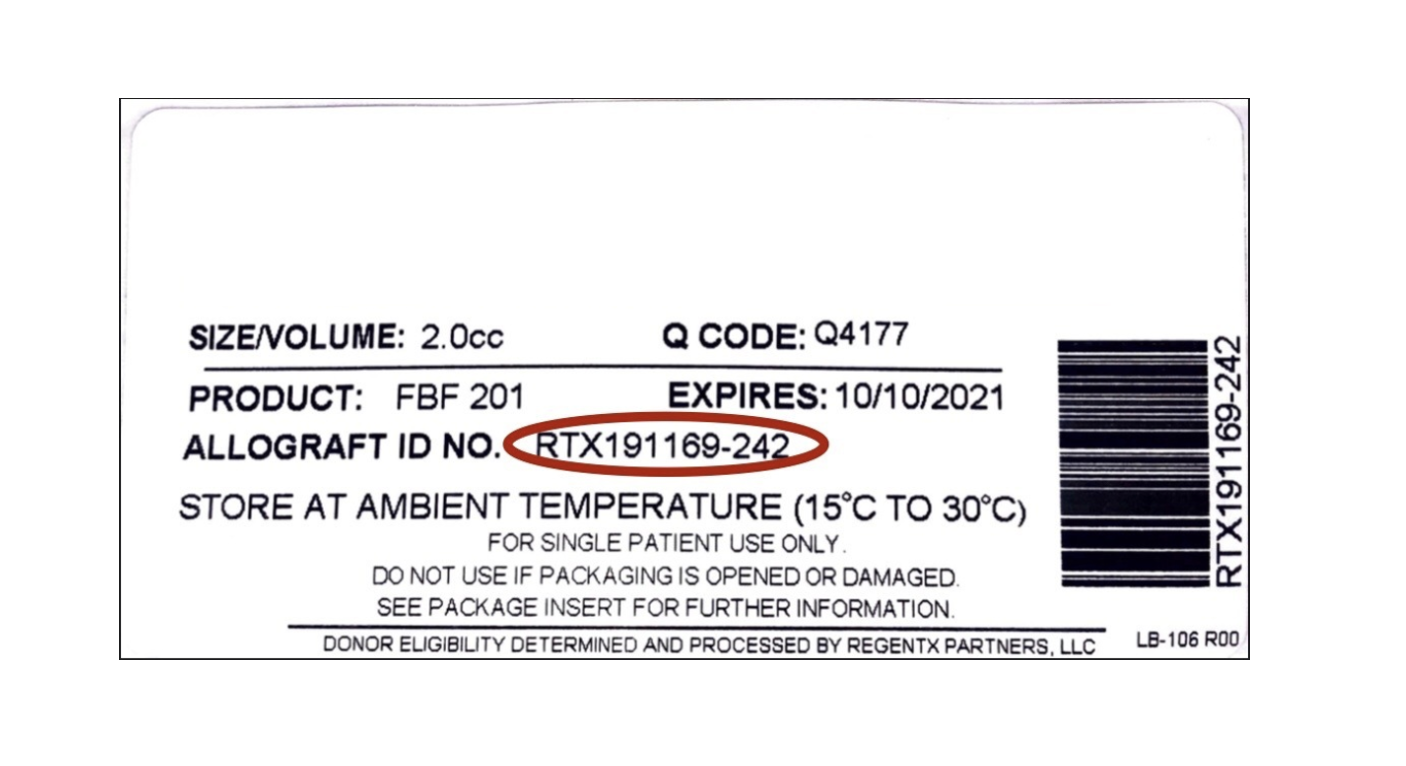 SIZE/VOLUME: 2.0cc Q CODE: Q4177
PRODUCT: FBF 201 EXPIRES: 10/10/2021
ALLOGRAFT ID NO. RTX191169-242
STORE AT AMBIENT TEMPERATURE (15°C TO 30°C)
FOR SINGLE PATIENT USE ONLY.
DO NOT USE IF PACKAGING IS OPENED OR DAMAGED.
SEE PACKAGE INSERT FOR FURTHER INFORMATION.
DONOR ELIGIBILITY DETERMINED AND PROCESSED BY REGENTX PARTNERS, LLC
LB-106 R00
RTX191169-242